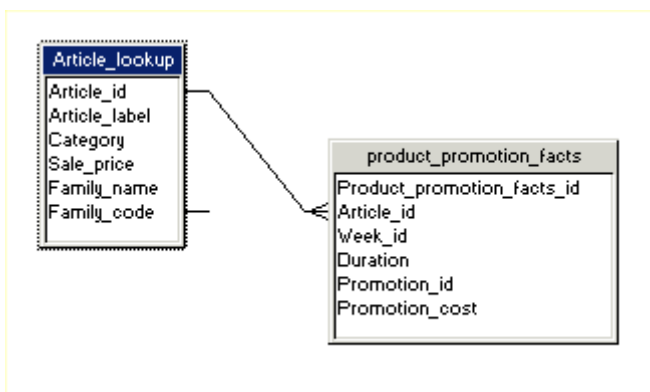 Article_lookup
Article_id
Article_label
Category
Sale_price
Family_name
Family_code
product_promotion_facts
Product_promotion_facts_id
Article_id
Week_id
Duration
Promotion_id
Promotion_cost